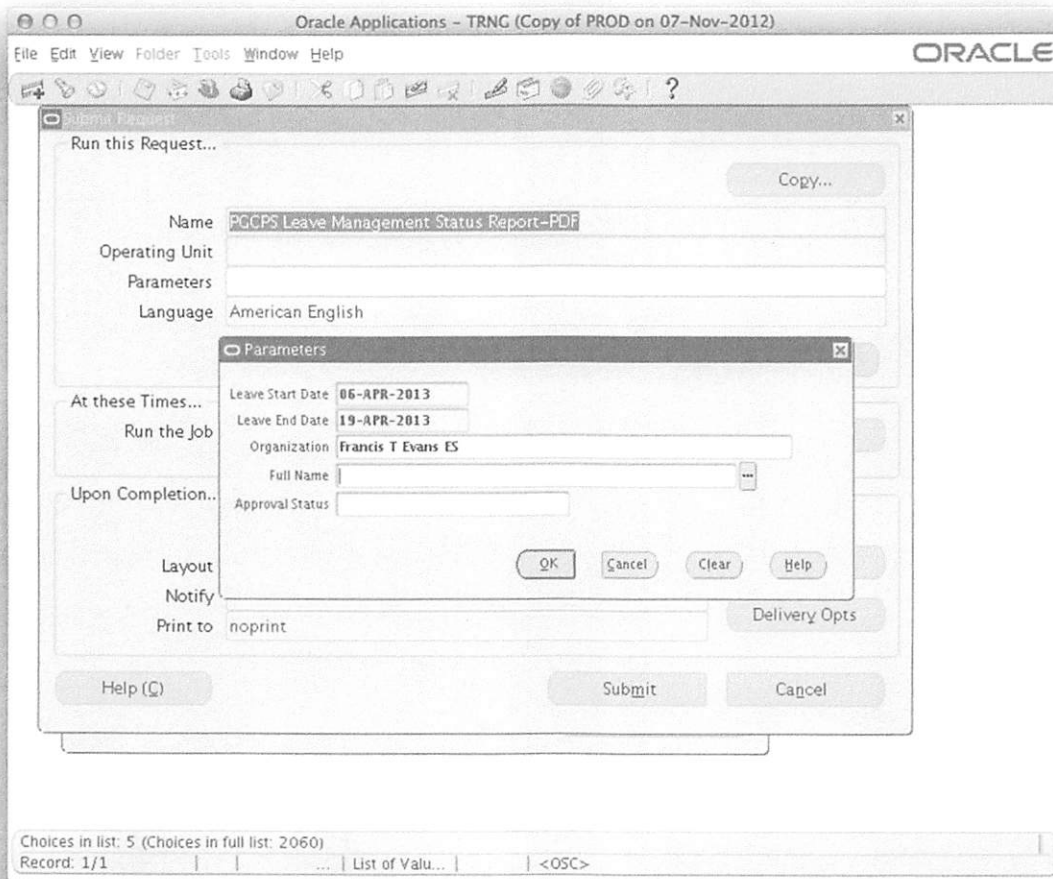 Oracle Applications – TRNG (Copy of PROD on 07-Nov-2012)
File Edit View Folder Tools Window Help
ORACLE
?
Submit Request
Run this Request...
Copy...
Name PGCPS Leave Management Status Report-PDF
Operating Unit
Parameters
Language American English
Parameters
Leave Start Date 06-APR-2013
Leave End Date 19-APR-2013
Organization Francis T Evans ES
Full Name ...
Approval Status
OK Cancel Clear Help
At these Times...
Run the Job
Upon Completion..
Layout
Notify
Print to noprint
Delivery Opts
Help (C)
Submit
Cancel
Choices in list: 5 (Choices in full list: 2060)
Record: 1/1 ... List of Valu... <OSC>